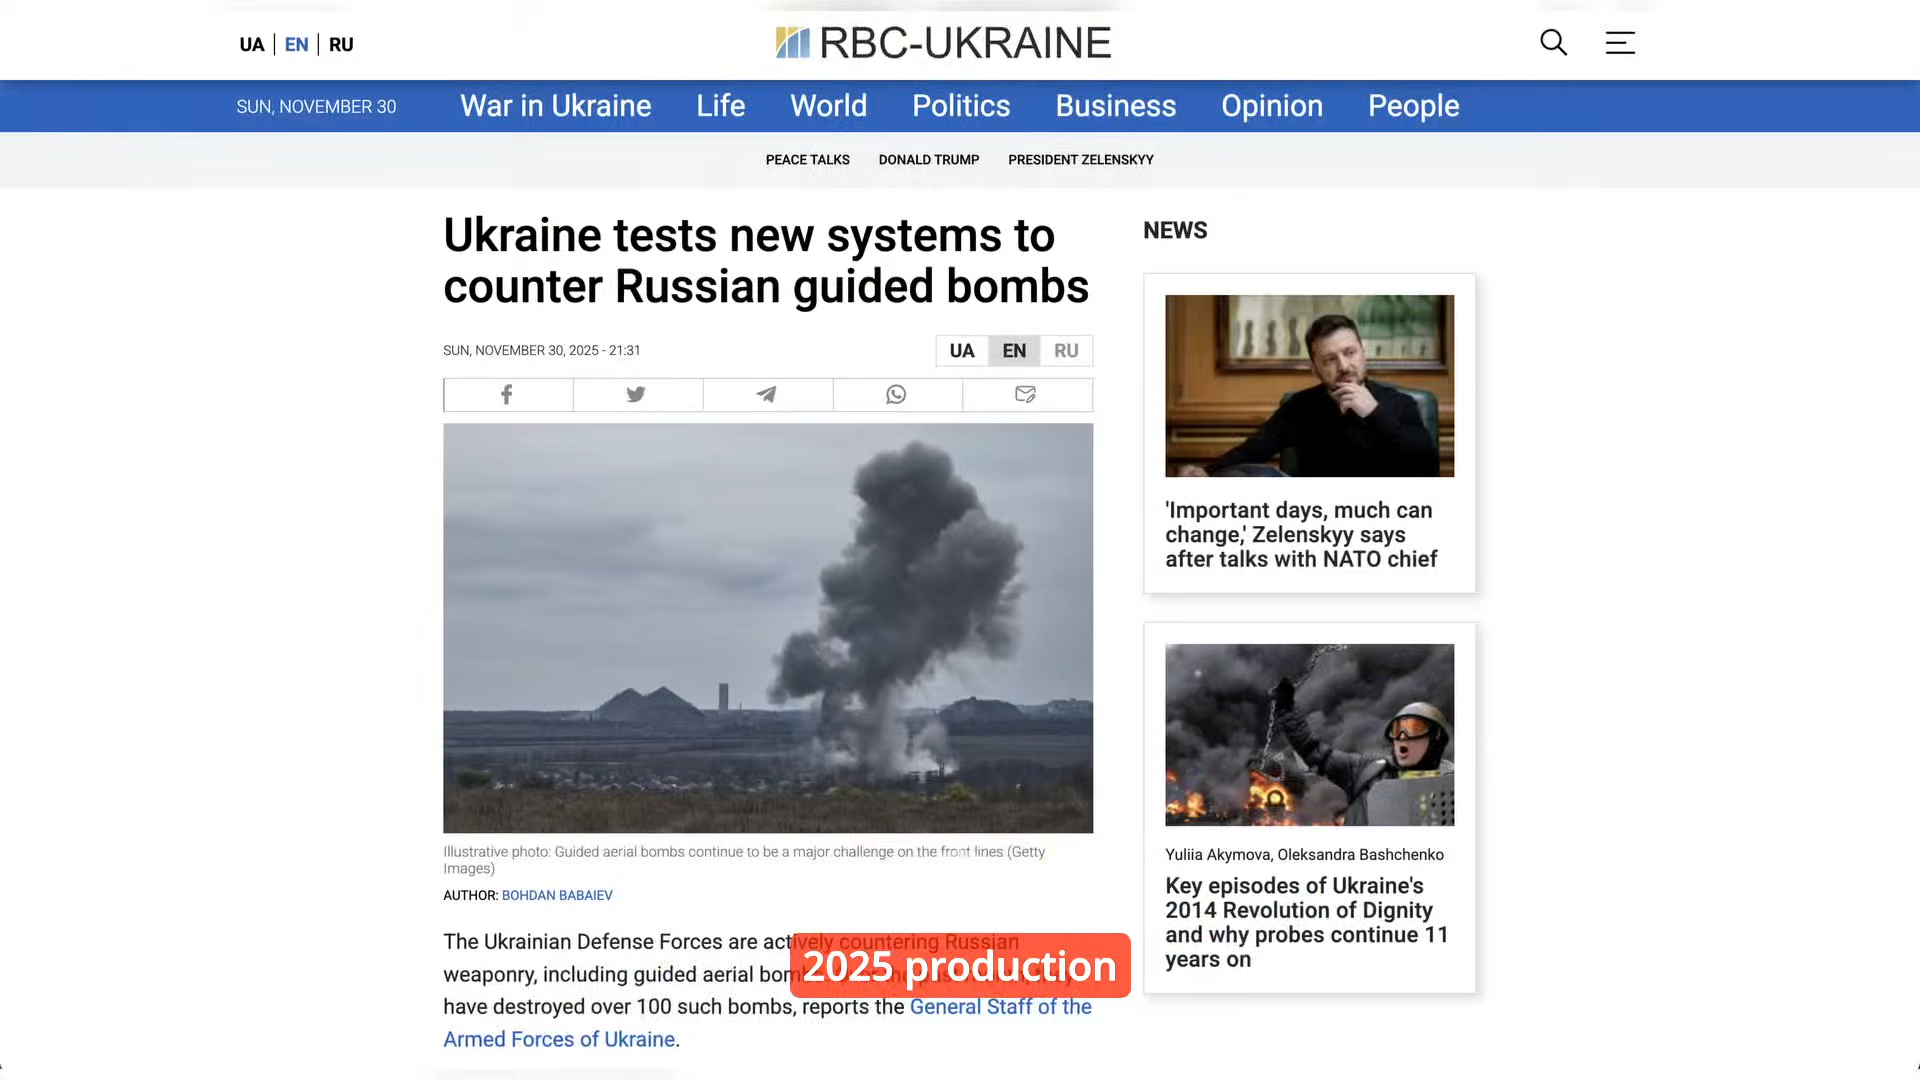 UA | EN | RU
RBC-UKRAINE
SUN, NOVEMBER 30
War in Ukraine Life World Politics Business Opinion People
PEACE TALKS DONALD TRUMP PRESIDENT ZELENSKYY
Ukraine tests new systems to
counter Russian guided bombs
SUN, NOVEMBER 30, 2025 - 21:31
UA EN RU
Illustrative photo: Guided aerial bombs continue to be a major challenge on the front lines (Getty
Images)
AUTHOR: BOHDAN BABAIEV
The Ukrainian Defense Forces are actively countering Russian
weaponry, including guided aerial
have destroyed over 100 such bombs, reports the General Staff of the
Armed Forces of Ukraine.
2025 production
NEWS
'Important days, much can
change,' Zelenskyy says
after talks with NATO chief
Yuliia Akymova, Oleksandra Bashchenko
Key episodes of Ukraine's
2014 Revolution of Dignity
and why probes continue 11
years on